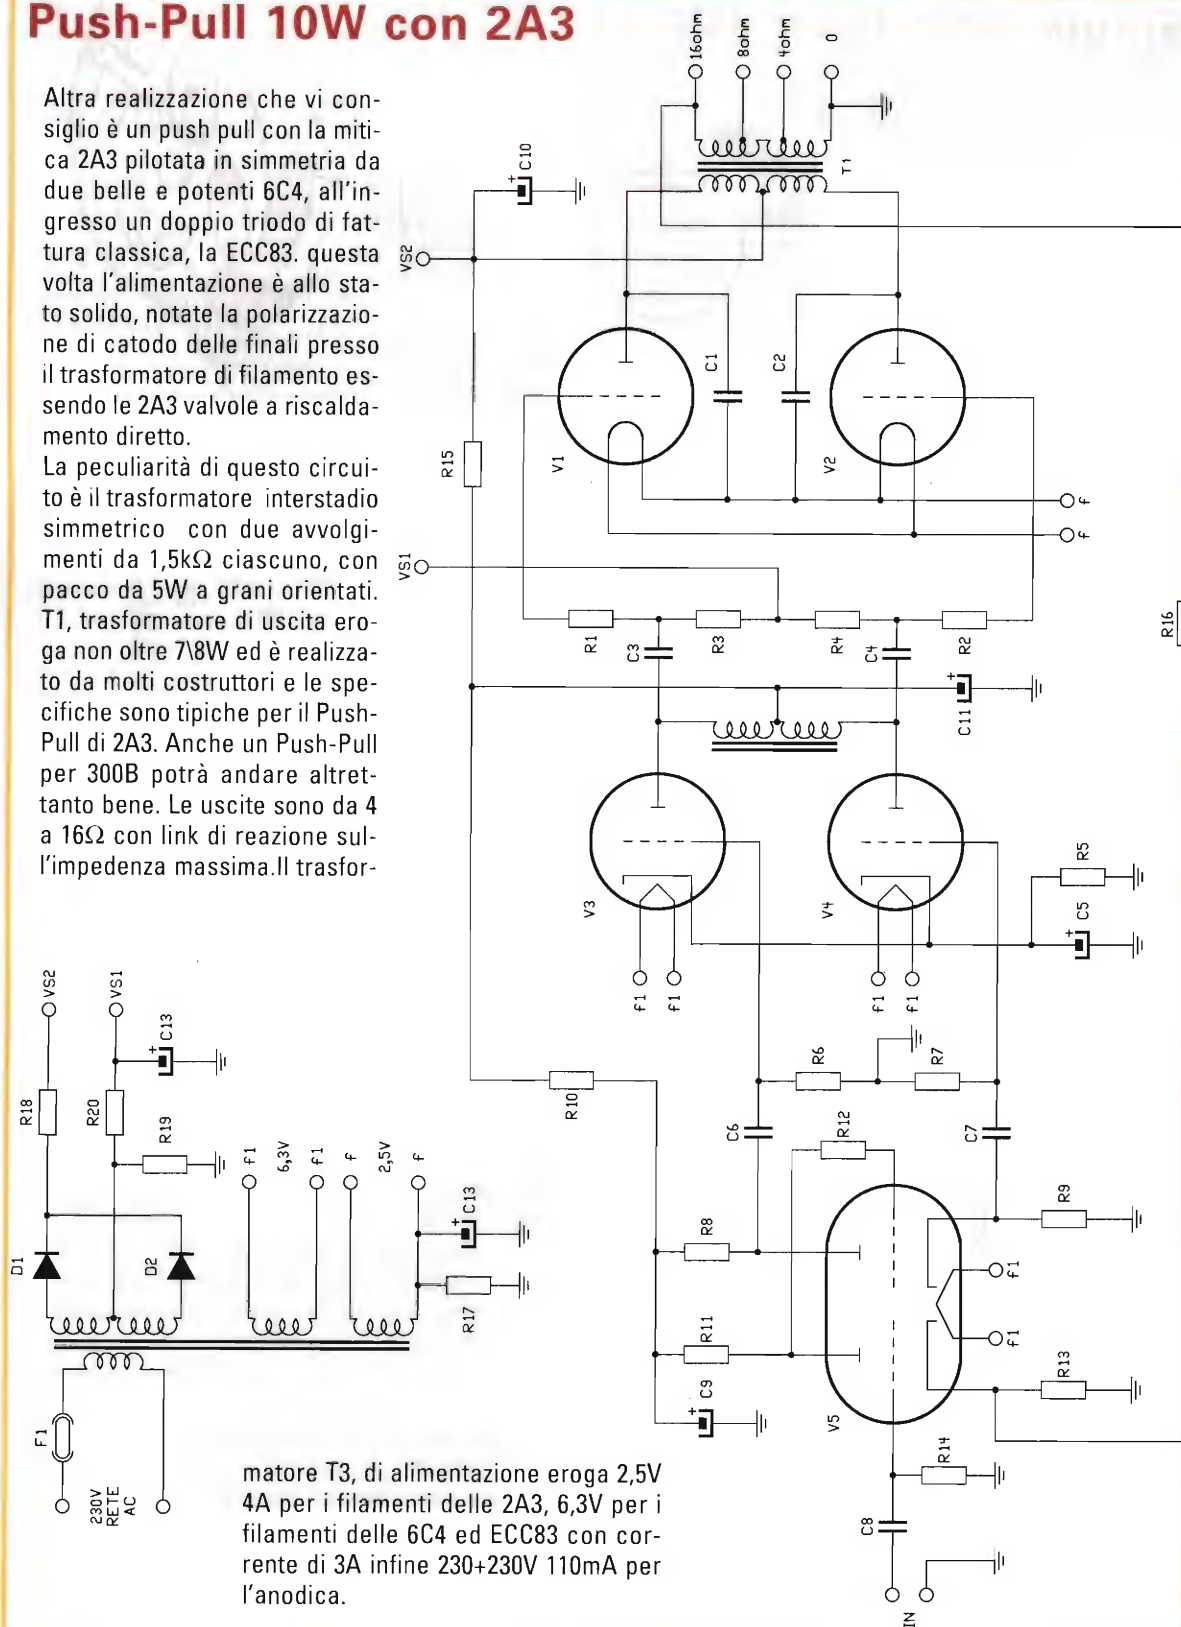 Push-Pull 10W con 2A3
Altra realizzazione che vi con-
siglio è un push pull con la miti-
ca 2A3 pilotata in simmetria da
due belle e potenti 6C4, all'in-
gresso un doppio triodo di fat-
tura classica, la ECC83. questa
volta l'alimentazione è allo sta-
to solido, notate la polarizzazio-
ne di catodo delle finali presso
il trasformatore di filamento es-
sendo le 2A3 valvole a riscalda-
mento diretto.
La peculiarità di questo circui-
to è il trasformatore interstadio
simmetrico con due avvolgi-
menti da 1,5kΩ ciascuno, con
pacco da 5W a grani orientati.
T1, trasformatore di uscita ero-
ga non oltre 7\8W ed è realizza-
to da molti costruttori e le spe-
cifiche sono tipiche per il Push-
Pull di 2A3. Anche un Push-Pull
per 300B potrà andare altret-
tanto bene. Le uscite sono da 4
a 16Ω con link di reazione sul-
l'impedenza massima.Il trasfor-
matore T3, di alimentazione eroga 2,5V
4A per i filamenti delle 2A3, 6,3V per i
filamenti delle 6C4 ed ECC83 con cor-
rente di 3A infine 230+230V 110mA per
l'anodica.
16ohm
8ohm
4ohm
0
T1
+
C10
VS2
C1
C2
V1
V2
R15
f
f
VS1
R1
C3
R3
R4
C4
R2
R16
+
C11
V3
V4
f1
f1
f1
f1
R5
+
C5
R10
R6
R7
C6
R12
C7
R8
R9
R11
f1
f1
+
C9
V5
R13
R14
C8
IN
VS2
VS1
+
C13
R18
R20
R19
f1
6,3V
f1
f
2,5V
f
D1
D2
+
C13
R17
F1
230V
RETE
AC